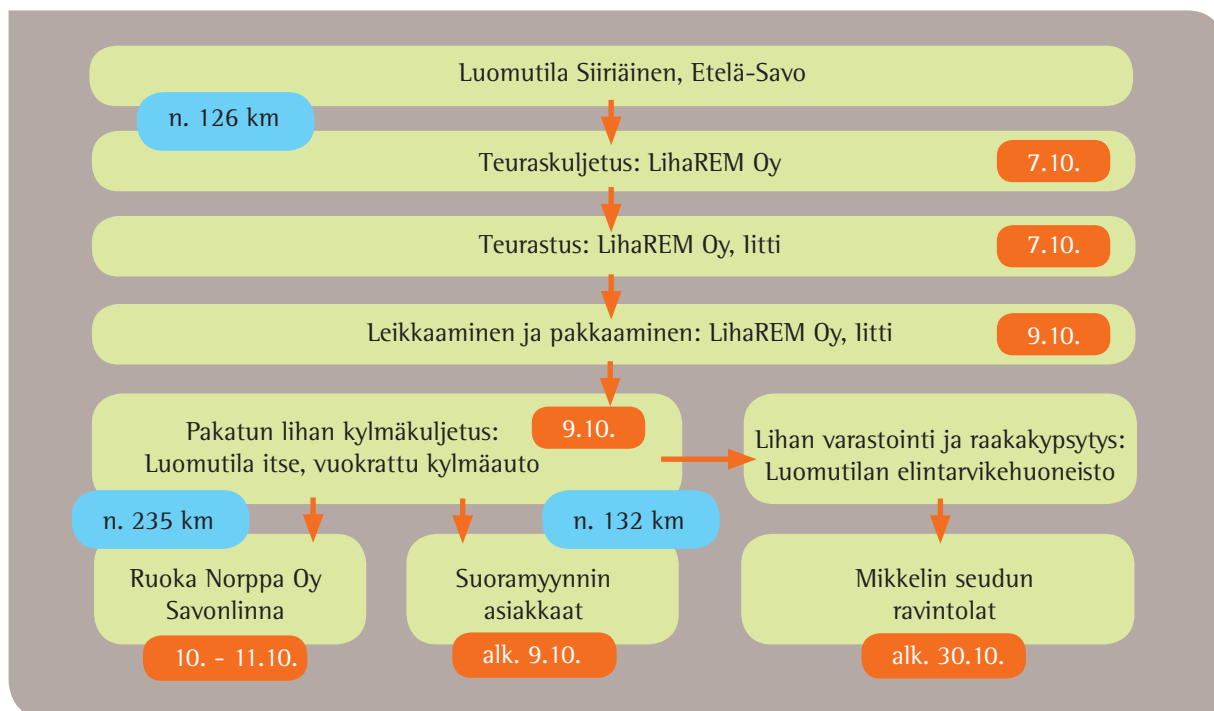 Luomutila Siiriäinen, Etelä-Savo
n. 126 km
Teuraskuljetus: LihaREM Oy
7.10.
Teurastus: LihaREM Oy, Iitti
7.10.
Leikkaaminen ja pakkaaminen: LihaREM Oy, Iitti
9.10.
Pakatun lihan kylmäkuljetus:
9.10.
Luomutila itse, vuokrattu kylmäauto
Lihan varastointi ja raakakypsytys:
Luomutilan elintarvikehuoneisto
n. 235 km
n. 132 km
Ruoka Norppa Oy
Savonlinna
10. - 11.10.
Suoramyynnin
asiakkaat
alk. 9.10.
Mikkelin seudun
ravintolat
alk. 30.10.